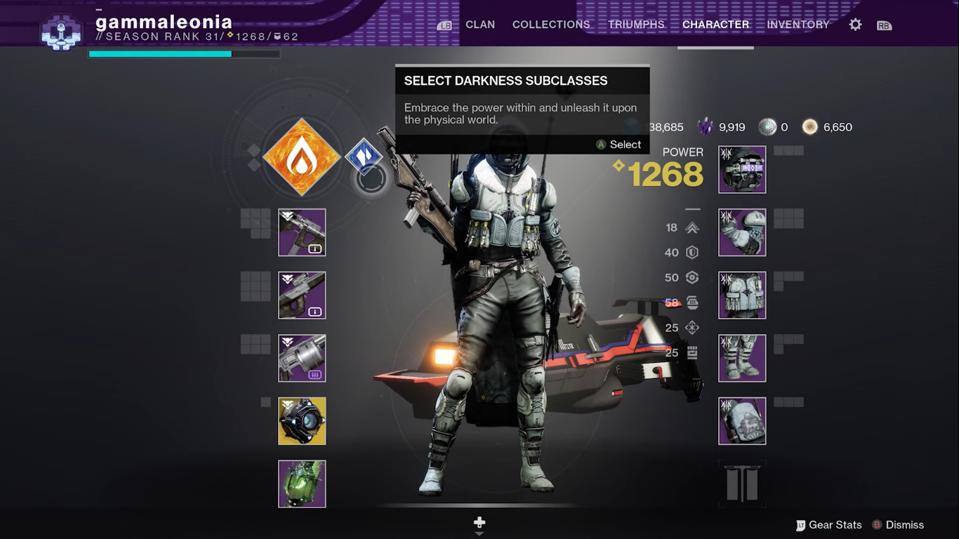 gammaleonia
// SEASON RANK 31/ 1268/ 62
LB
CLAN
COLLECTIONS
TRIUMPHS
CHARACTER
INVENTORY
RB
SELECT DARKNESS SUBCLASSES
Embrace the power within and unleash it upon
the physical world.
A Select
38,685
9,919
0
6,650
POWER
1268
18
40
50
58
25
25
Gear Stats
B Dismiss